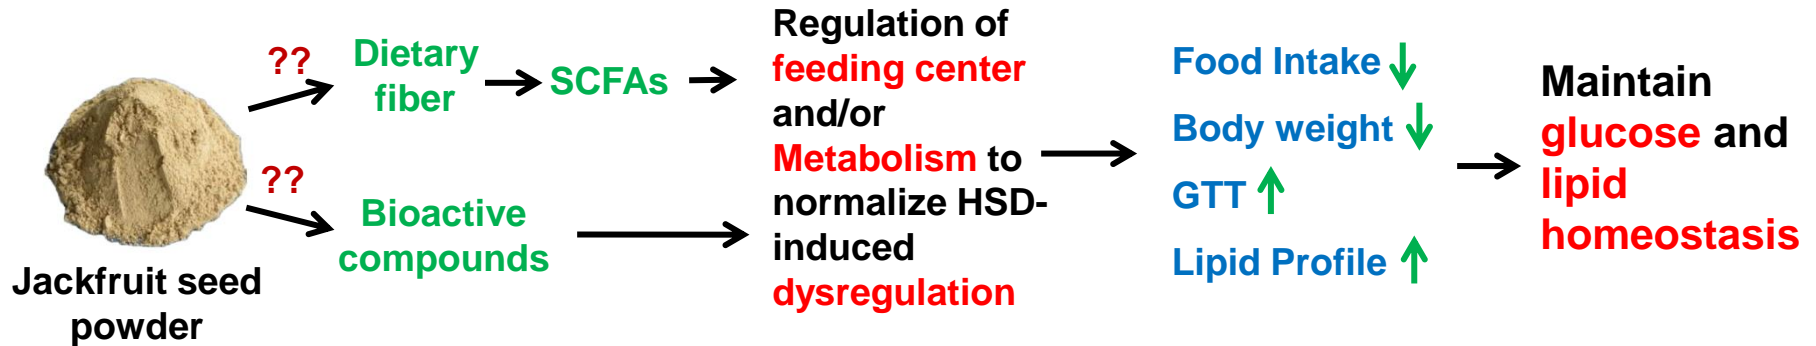 ??
Dietary
fiber
SCFAs
??
Bioactive
compounds
Jackfruit seed
powder
Regulation of
feeding center
and/or
Metabolism to
normalize HSD-
induced
dysregulation
Food Intake
Body weight
GTT
Lipid Profile
Maintain
glucose and
lipid
homeostasis